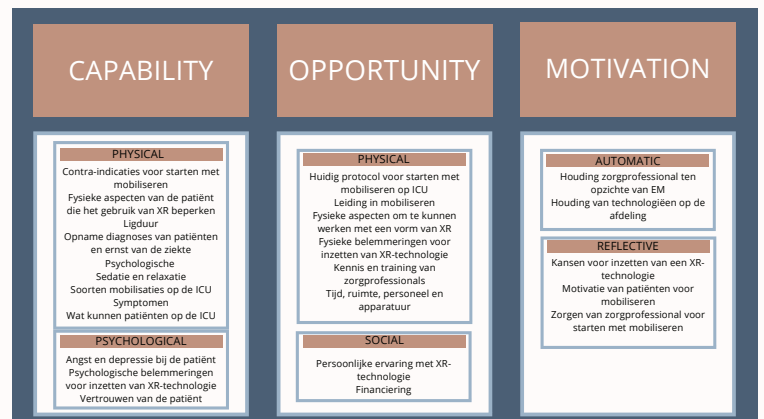 CAPABILITY
PHYSICAL
Contra-indicaties voor starten met
mobiliseren
Fysieke aspecten van de patiënt
die het gebruik van XR beperken
Ligduur
Opname diagnoses van patiënten
en ernst van de ziekte
Psychologische
Sedatie en relaxatie
Soorten mobilisaties op de ICU
Symptomen
Wat kunnen patiënten op de ICU
PSYCHOLOGICAL
Angst en depressie bij de patiënt
Psychologische belemmeringen
voor inzetten van XR-technologie
Vertrouwen van de patiënt
OPPORTUNITY
PHYSICAL
Huidig protocol voor starten met
mobiliseren op ICU
Leiding in mobiliseren
Fysieke aspecten om te kunnen
werken met een vorm van XR
Fysieke belemmeringen voor
inzetten van XR-technologie
Kennis en training van
zorgprofessionals
Tijd, ruimte, personeel en
apparatuur
SOCIAL
Persoonlijke ervaring met XR-
technologie
Financiering
MOTIVATION
AUTOMATIC
Houding zorgprofessional ten
opzichte van EM
Houding van technologiëen op de
afdeling
REFLECTIVE
Kansen voor inzetten van een XR-
technologie
Motivatie van patiënten voor
mobiliseren
Zorgen van zorgprofessional voor
starten met mobiliseren